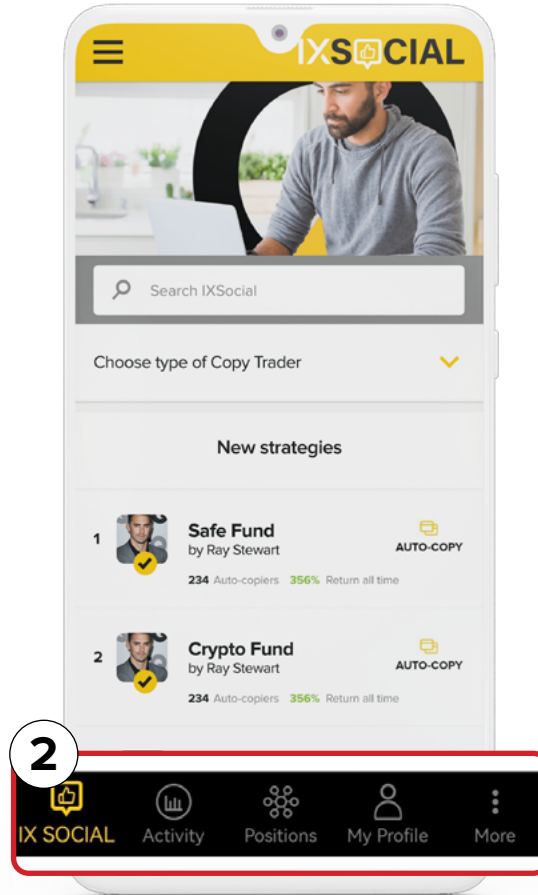 IXSOCIAL
Search IXSocial
Choose type of Copy Trader
New strategies
1
Safe Fund
by Ray Stewart
AUTO-COPY
234 Auto-copiers 356% Return all time
2
Crypto Fund
by Ray Stewart
AUTO-COPY
234 Auto-copiers 356% Return all time
2
IX SOCIAL Activity Positions My Profile More